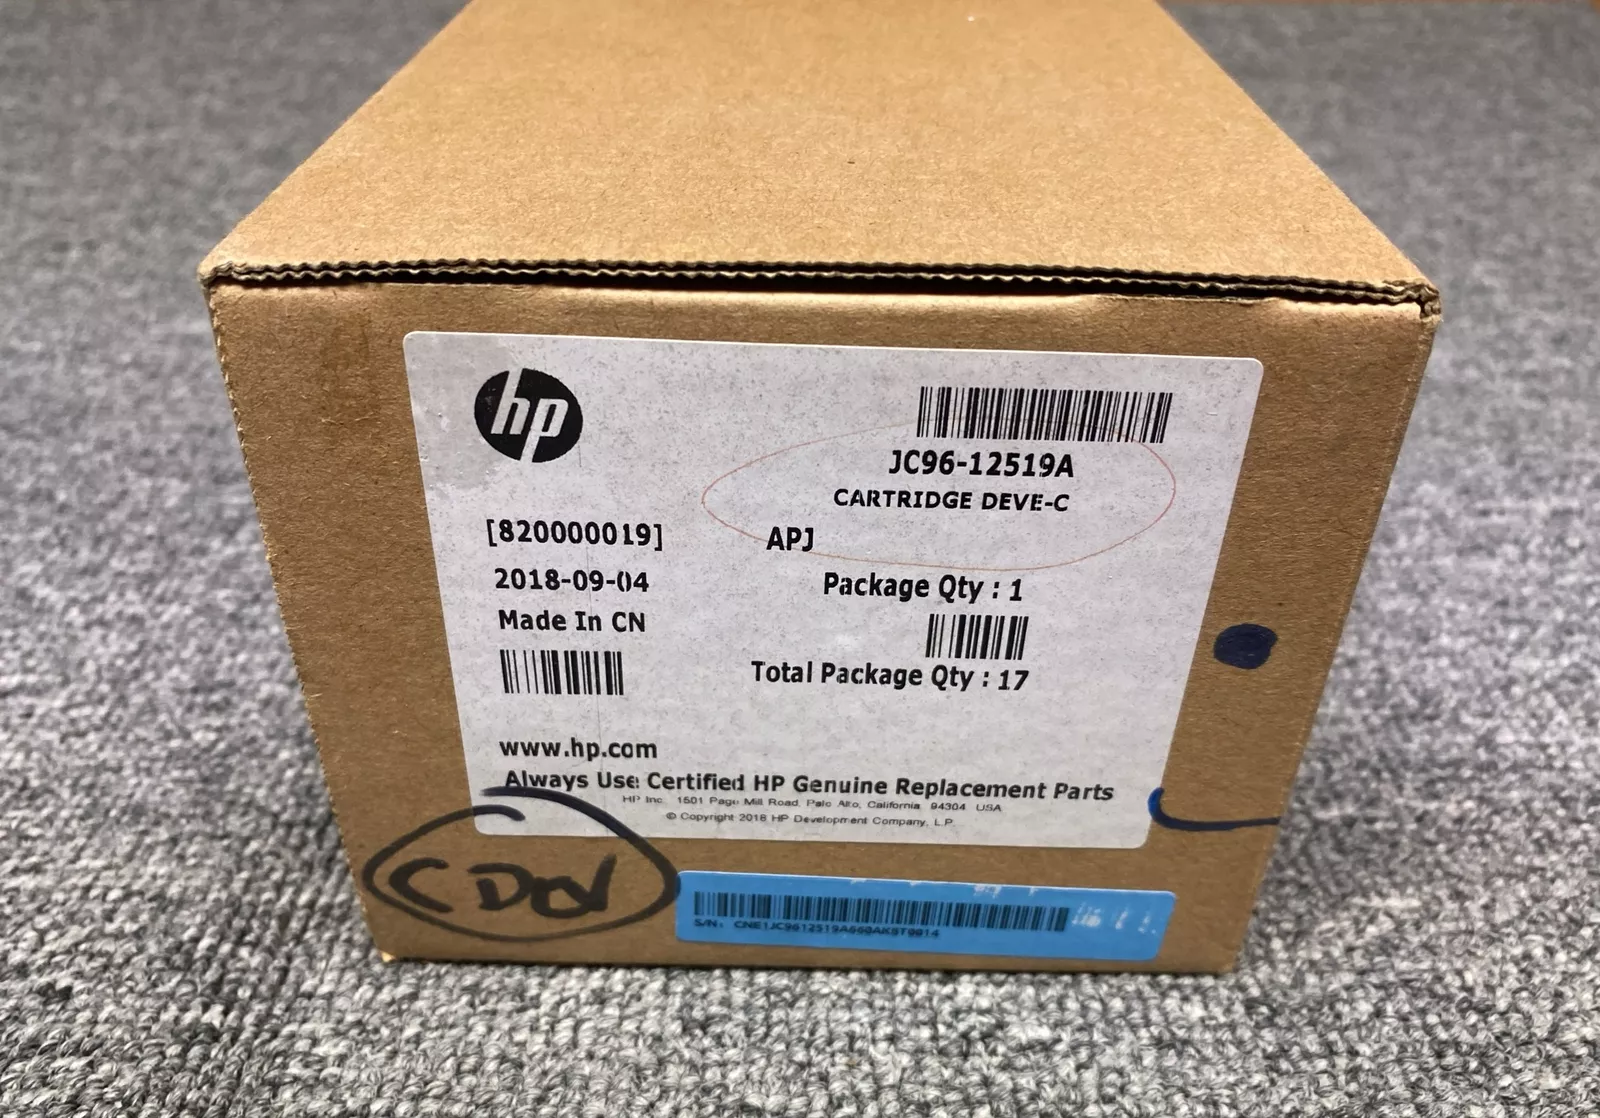 hp
JC96-12519A
CARTRIDGE DEVE-C
[820000019]
APJ
2018-09-04
Package Qty : 1
Made In CN
Total Package Qty : 17
www.hp.com
Always Use Certified HP Genuine Replacement Parts
HP Inc. 1501 Page Mill Road, Palo Alto, California 94304 USA
© Copyright 2018 HP Development Company, L.P.
S/N: